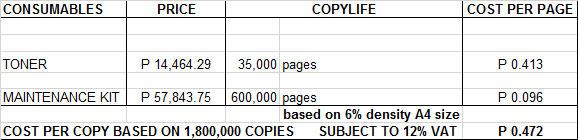 CONSUMABLES PRICE COPYLIFE COST PER PAGE
TONER P 14,464.29 35,000 pages P 0.413
MAINTENANCE KIT P 57,843.75 600,000 pages P 0.096
based on 6% density A4 size
COST PER COPY BASED ON 1,800,000 COPIES SUBJECT TO 12% VAT P 0.472